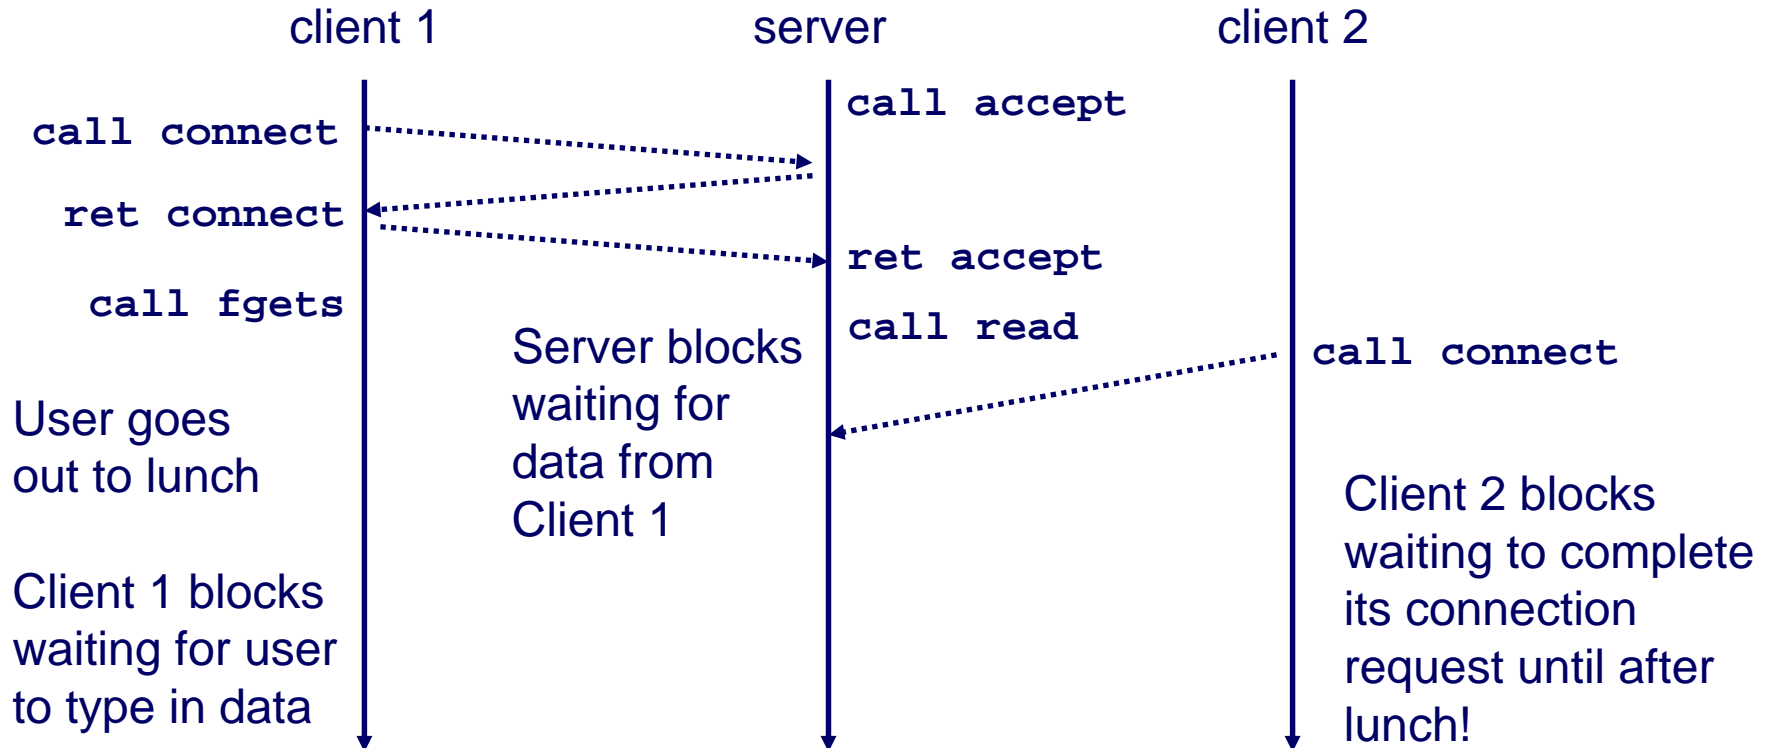 client 1
server
client 2
call connect
ret connect
call fgets
User goes
out to lunch
Client 1 blocks
waiting for user
to type in data
call accept
ret accept
call read
Server blocks
waiting for
data from
Client 1
call connect
Client 2 blocks
waiting to complete
its connection
request until after
lunch!